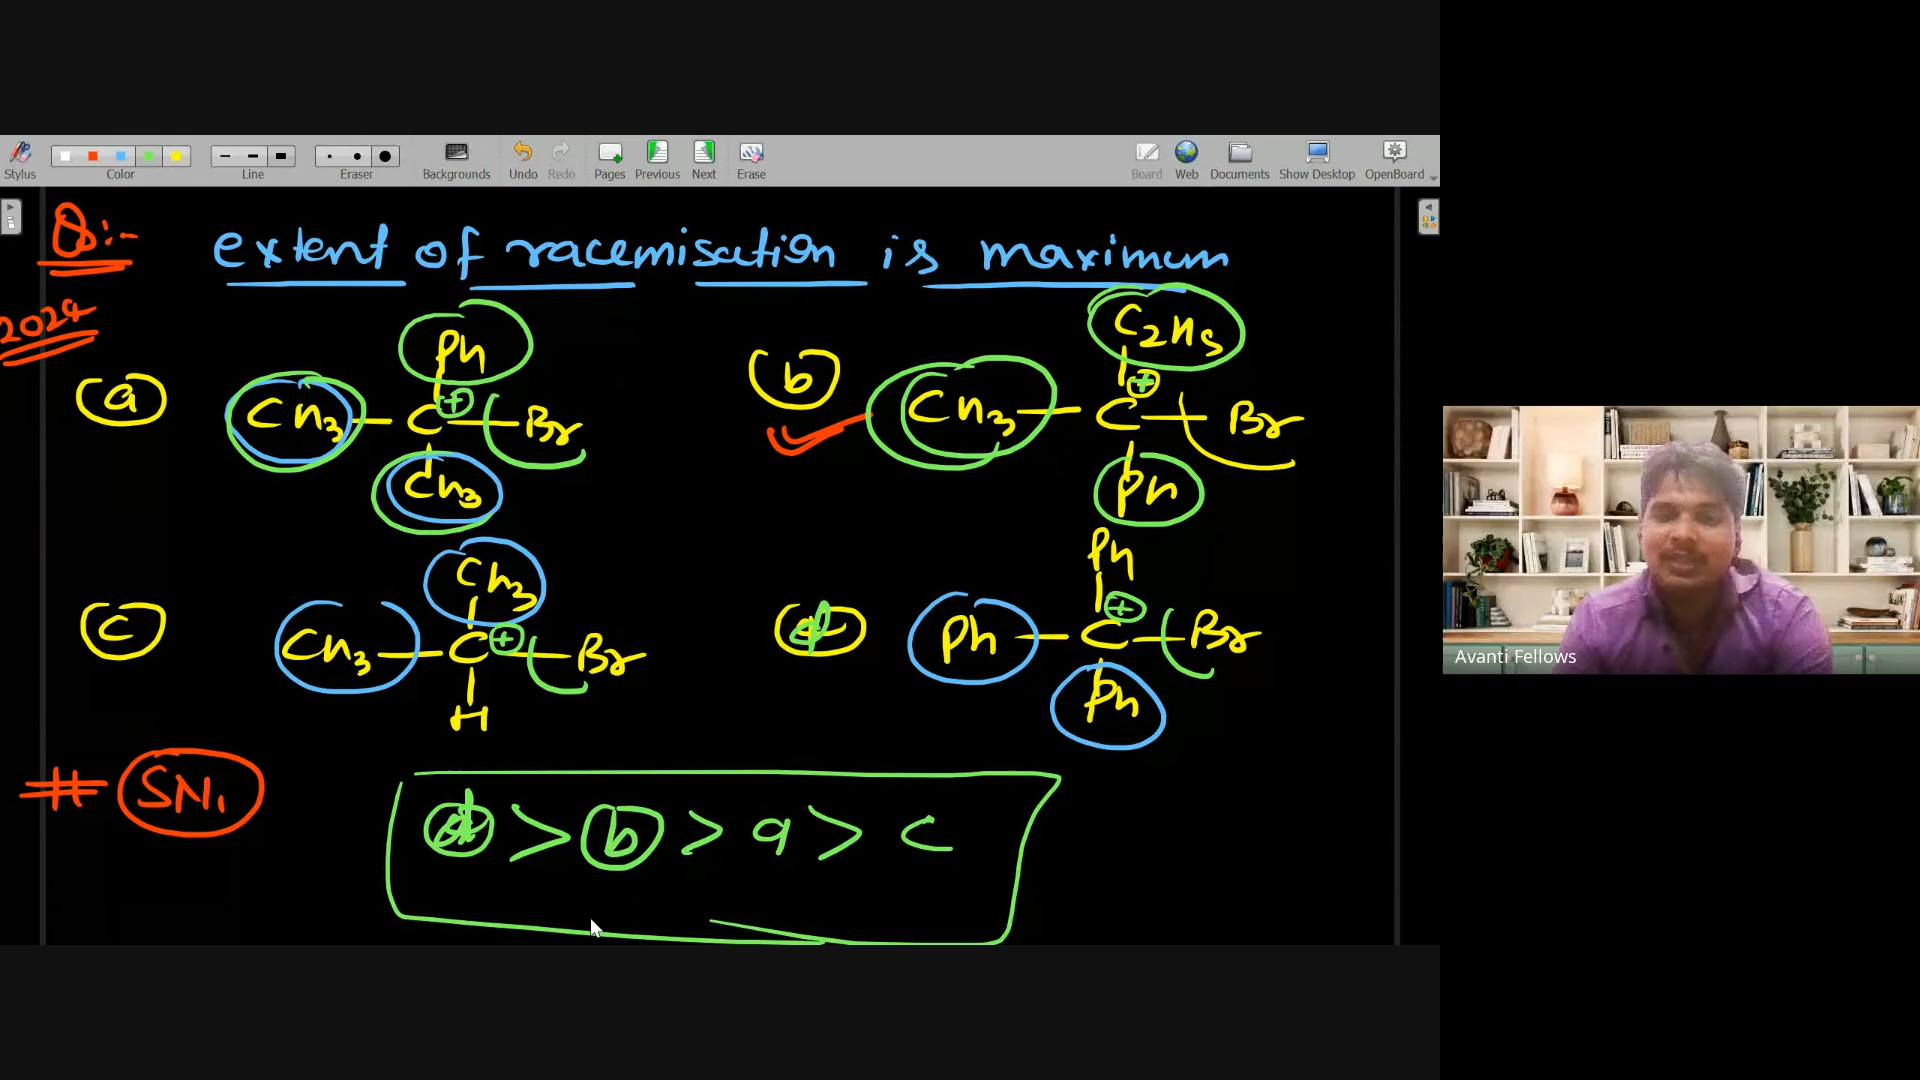 Stylus Color Line Eraser Backgrounds Undo Redo Pages Previous Next Erase Board Web Documents Show Desktop OpenBoard
Q:- extent of racemisation is maximum
2024
a
Ph
CH3 — C ⊕ — Br
CH3
b
C2H5
CH3 — C ⊕ — Br
Ph
c
CH3
CH3 — C ⊕ — Br
H
d
Ph
Ph — C ⊕ — Br
Ph
# SN1
d > b > a > c
Avanti Fellows